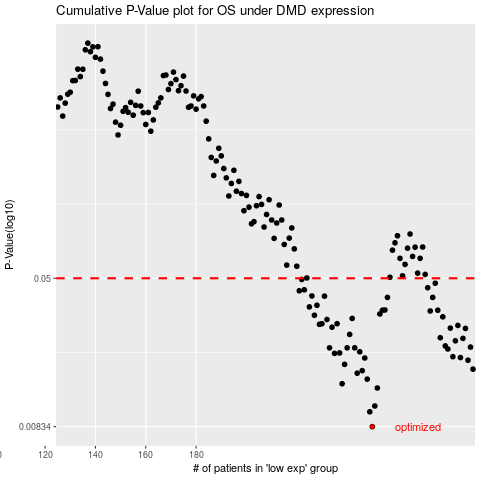 Cumulative P-Value plot for OS under DMD expression
P-Value(log10)
0.05
0.00834
optimized
0 120 140 160 180
# of patients in 'low exp' group